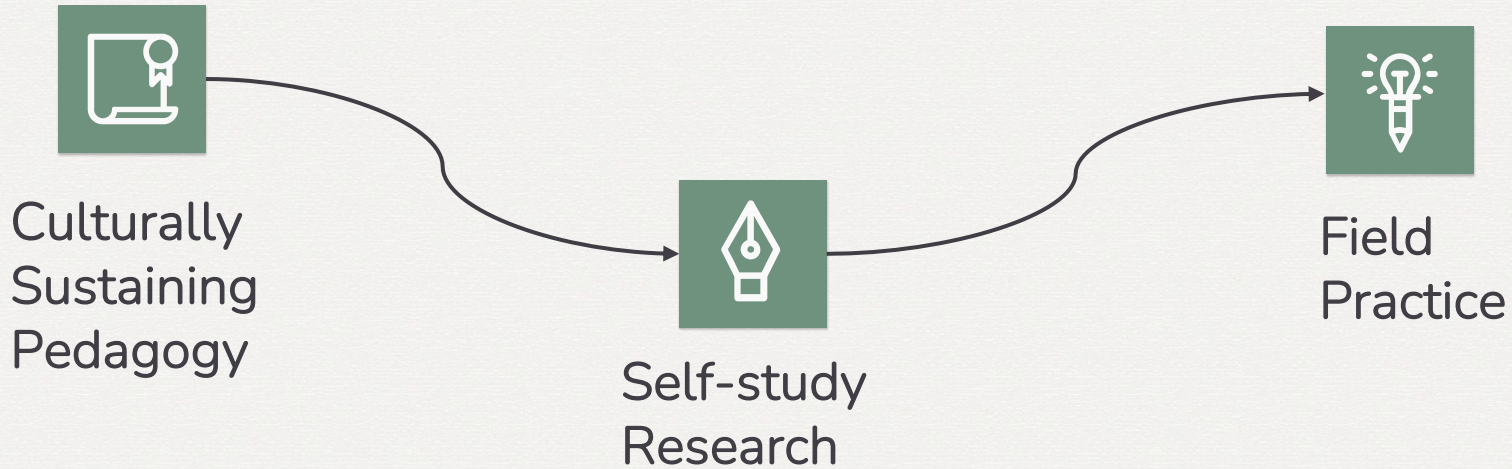 Culturally
Sustaining
Pedagogy
Self-study
Research
Field
Practice